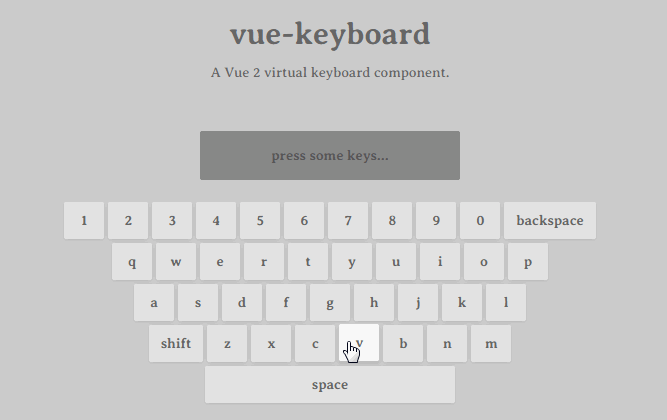 vue-keyboard
A Vue 2 virtual keyboard component.
press some keys...
1 2 3 4 5 6 7 8 9 0 backspace
q w e r t y u i o p
a s d f g h j k l
shift z x c v b n m
space